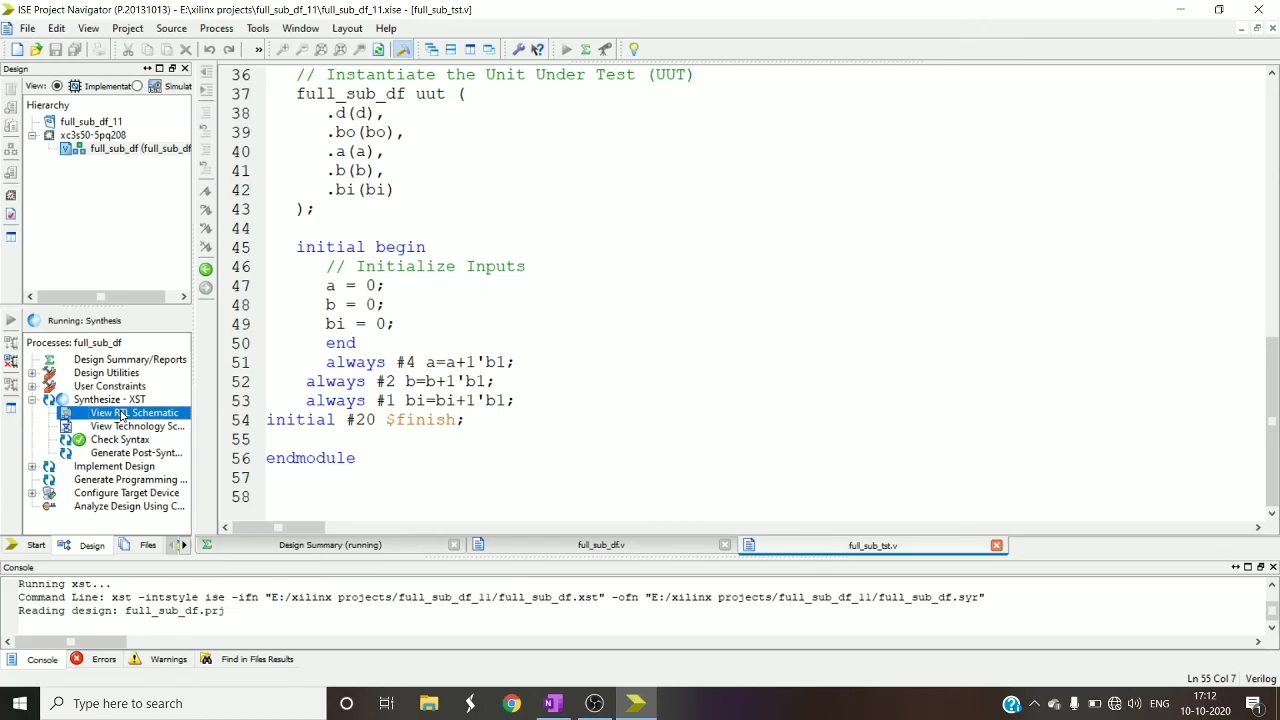 ISE Project Navigator (P.20131013) - E:\xilinx projects\full_sub_df_11\full_sub_df_11.xise - [full_sub_tst.v]
File Edit View Project Source Process Tools Window Layout Help
Design
View: Implementat Simulat
Hierarchy
full_sub_df_11
xc3s50-5pq208
full_sub_df (full_sub_df
Running: Synthesis
Processes: full_sub_df
Design Summary/Reports
Design Utilities
User Constraints
Synthesize - XST
View RTL Schematic
View Technology Sc...
Check Syntax
Generate Post-Synt...
Implement Design
Generate Programming ...
Configure Target Device
Analyze Design Using C...
Start Design Files
36 // Instantiate the Unit Under Test (UUT)
37 full_sub_df uut (
38 .d(d),
39 .bo(bo),
40 .a(a),
41 .b(b),
42 .bi(bi)
43 );
44
45 initial begin
46 // Initialize Inputs
47 a = 0;
48 b = 0;
49 bi = 0;
50 end
51 always #4 a=a+1'b1;
52 always #2 b=b+1'b1;
53 always #1 bi=bi+1'b1;
54 initial #20 $finish;
55
56 endmodule
57
58
Design Summary (running) full_sub_df.v full_sub_tst.v
Console
Running xst...
Command Line: xst -intstyle ise -ifn "E:/xilinx projects/full_sub_df_11/full_sub_df.xst" -ofn "E:/xilinx projects/full_sub_df_11/full_sub_df.syr"
Reading design: full_sub_df.prj
Console Errors Warnings Find in Files Results
Ln 55 Col 7 Verilog
Type here to search
ENG
17:12
10-10-2020